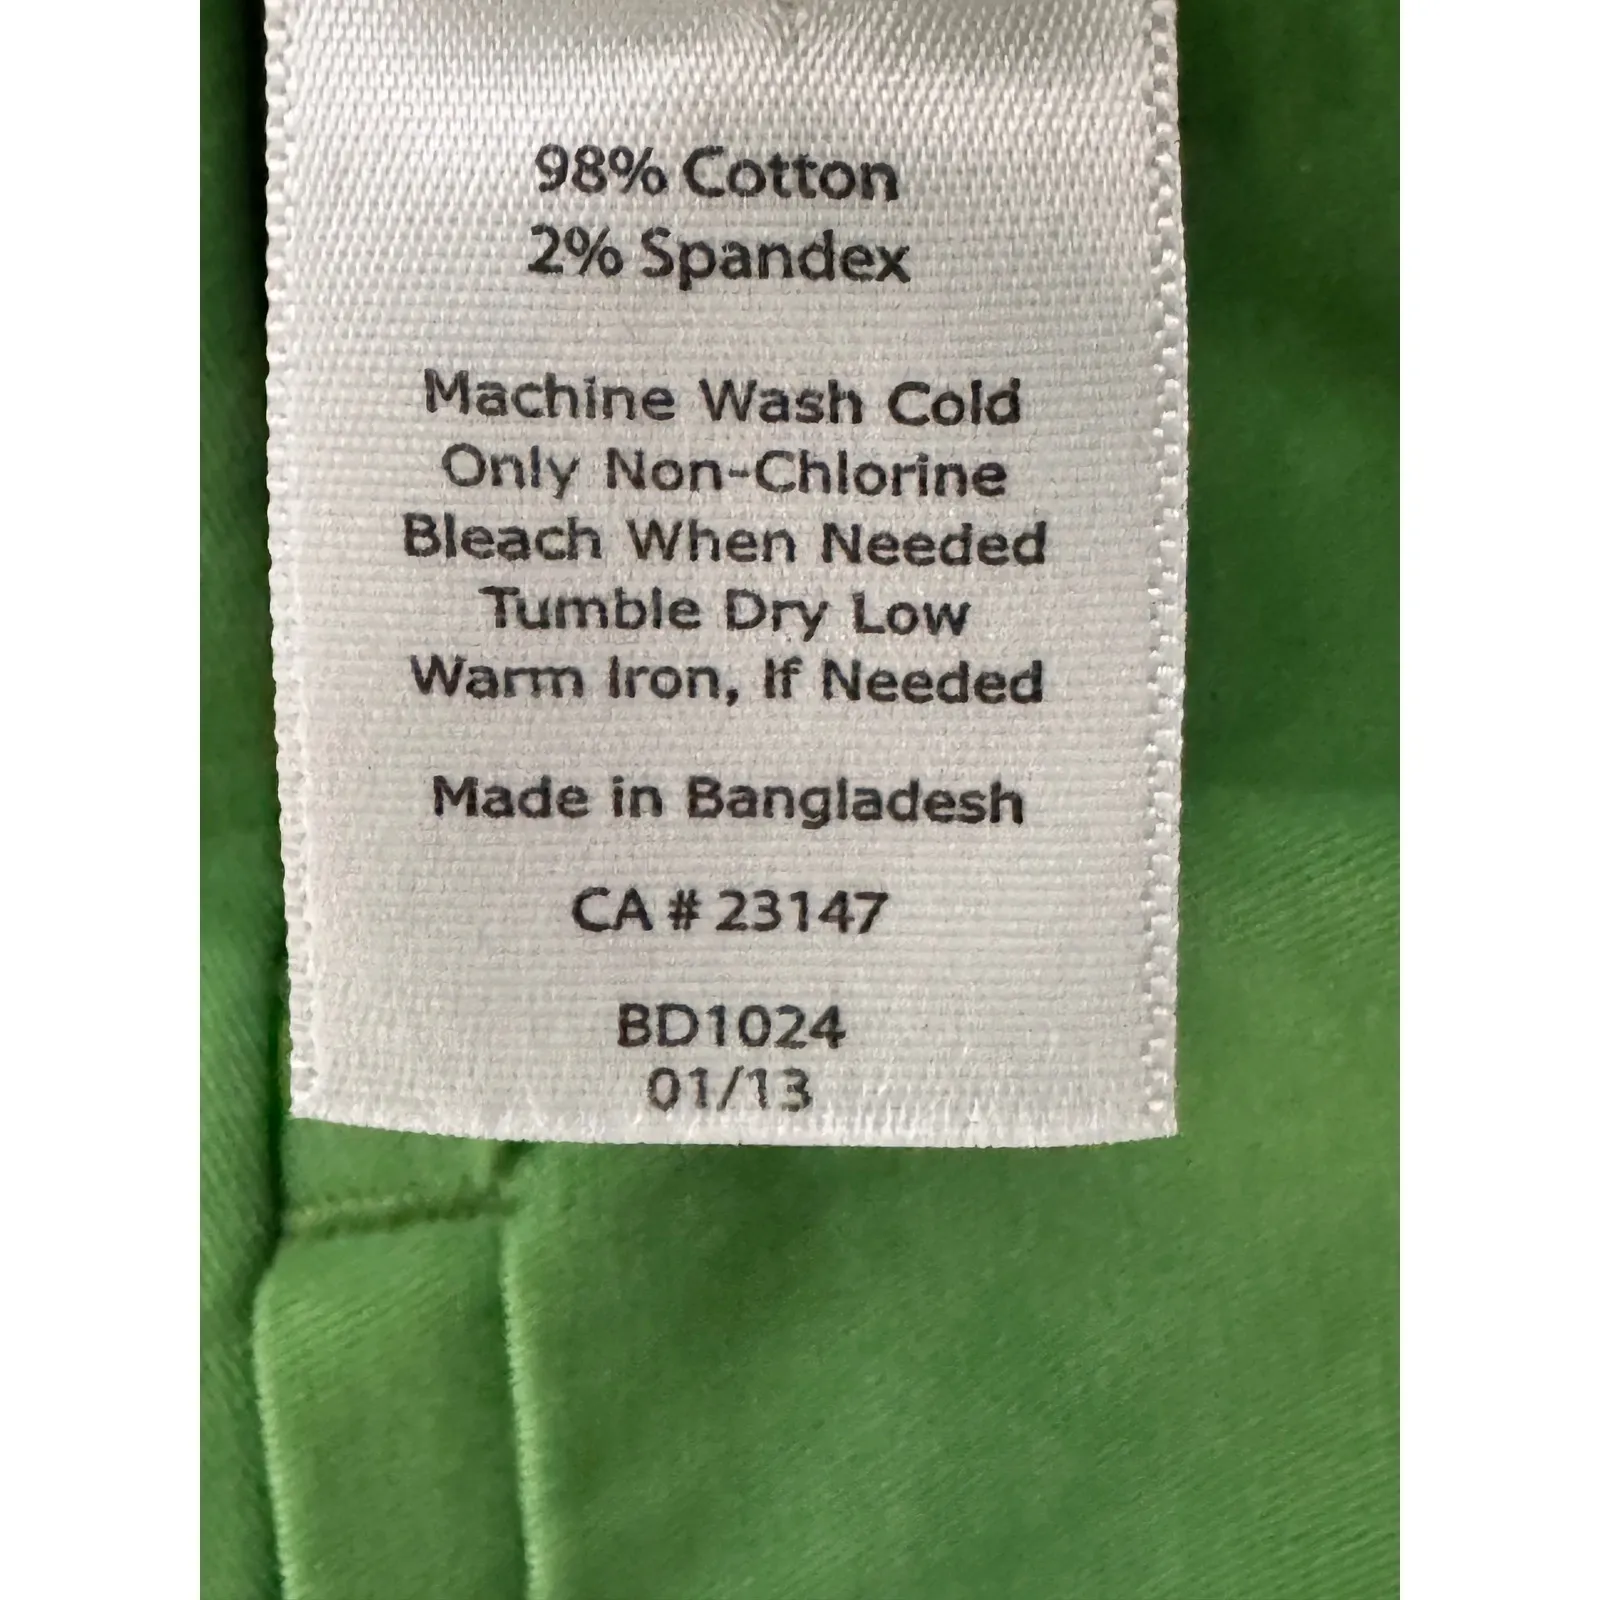 98% Cotton
2% Spandex
Machine Wash Cold
Only Non-Chlorine
Bleach When Needed
Tumble Dry Low
Warm Iron, If Needed
Made in Bangladesh
CA # 23147
BD1024
01/13